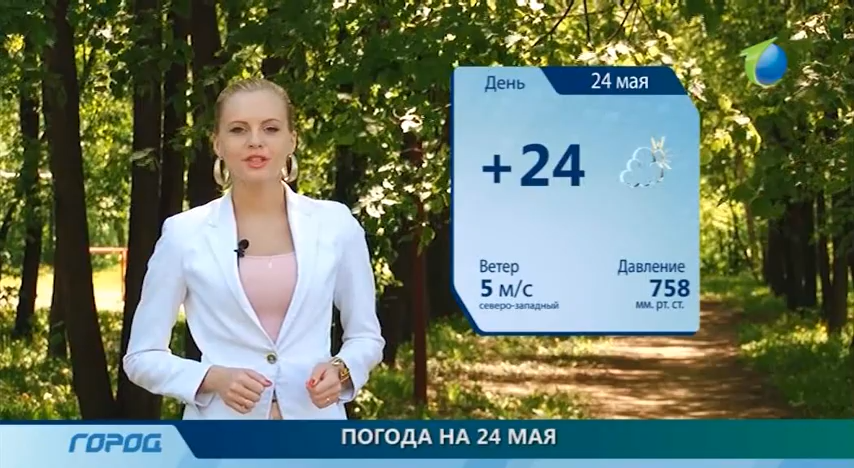 День 24 мая
+24
Ветер Давление
5 м/с 758
северо-западный мм. рт. ст.
ГОРОД ПОГОДА НА 24 МАЯ